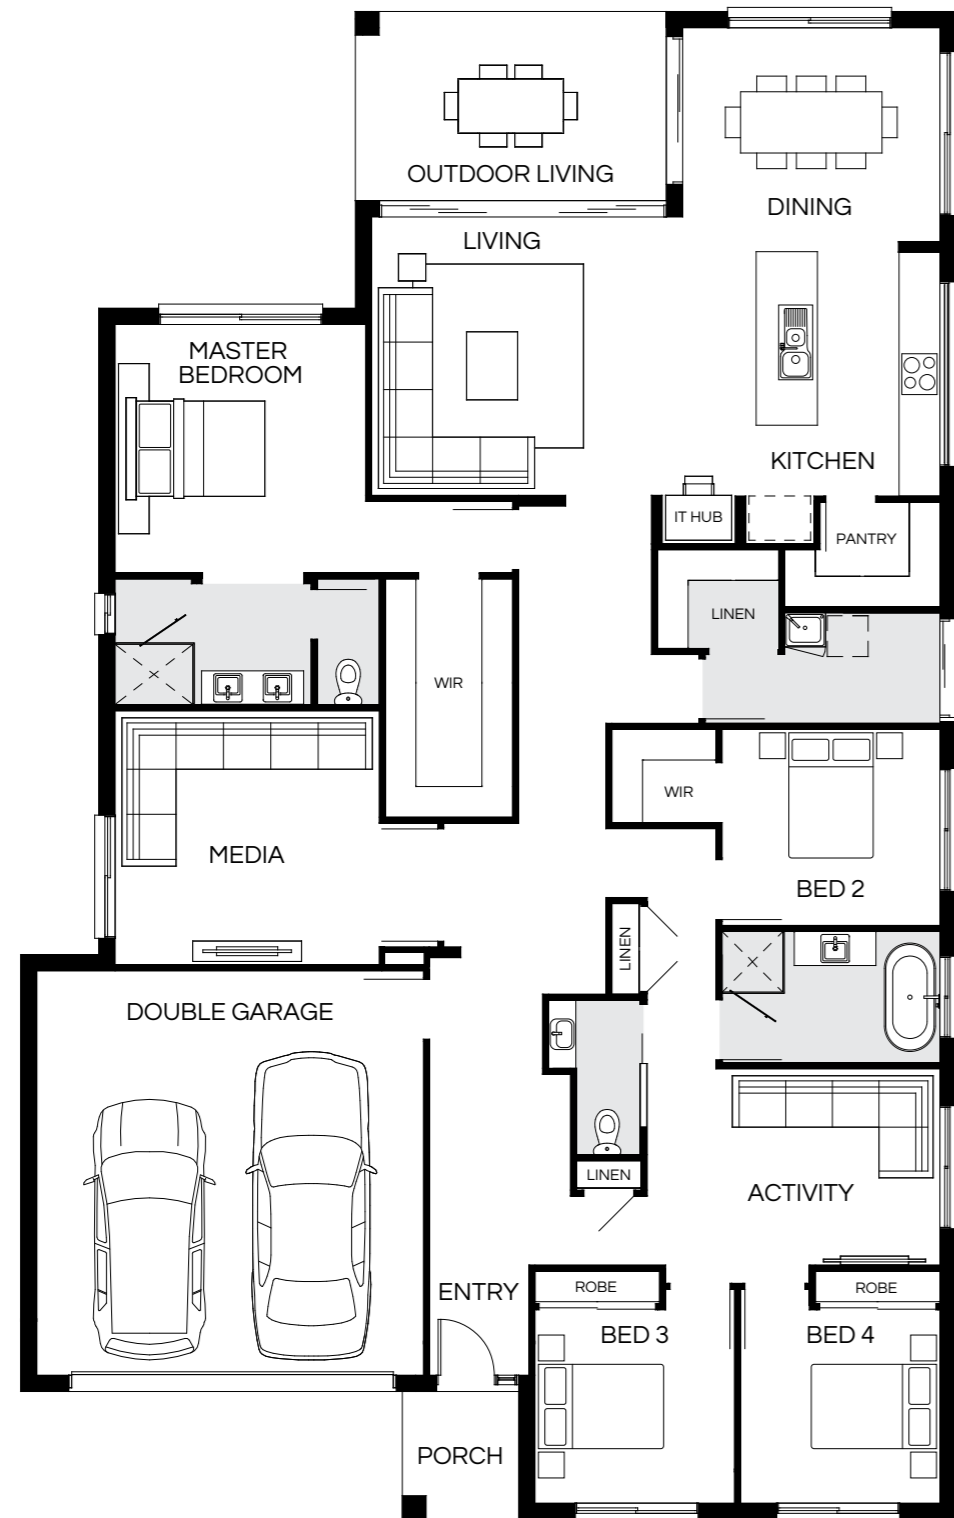 OUTDOOR LIVING
DINING
LIVING
MASTER
BEDROOM
KITCHEN
IT HUB
PANTRY
LINEN
WIR
WIR
MEDIA
BED 2
LINEN
DOUBLE GARAGE
LINEN
ACTIVITY
ENTRY
ROBE
ROBE
BED 3
BED 4
PORCH